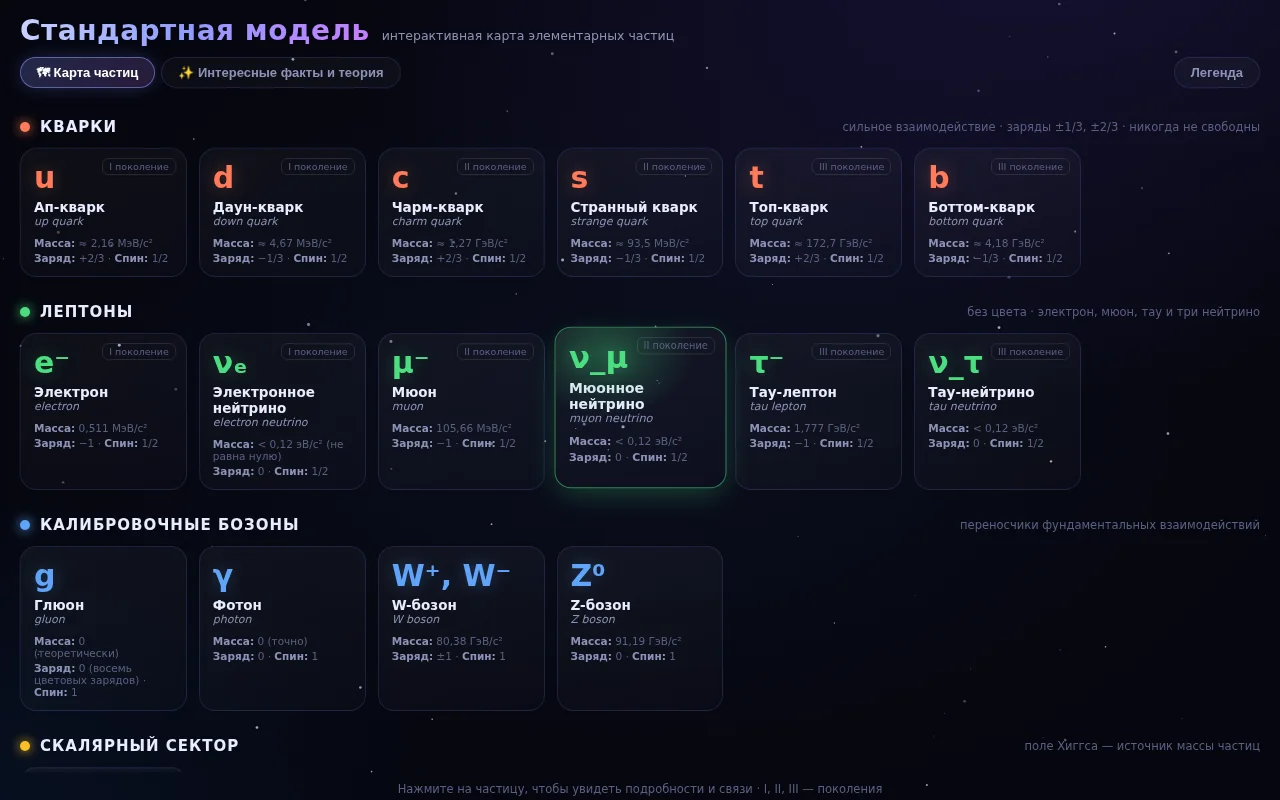 Стандартная модель интерактивная карта элементарных частиц
🗺 Карта частиц
✨ Интересные факты и теория
Легенда
КВАРКИ
сильное взаимодействие · заряды ±1/3, ±2/3 · никогда не свободны
u
I поколение
Ап-кварк
up quark
Масса: ≈ 2,16 МэВ/c²
Заряд: +2/3 · Спин: 1/2
d
I поколение
Даун-кварк
down quark
Масса: ≈ 4,67 МэВ/c²
Заряд: −1/3 · Спин: 1/2
c
II поколение
Чарм-кварк
charm quark
Масса: ≈ 1,27 ГэВ/c²
Заряд: +2/3 · Спин: 1/2
s
II поколение
Странный кварк
strange quark
Масса: ≈ 93,5 МэВ/c²
Заряд: −1/3 · Спин: 1/2
t
III поколение
Топ-кварк
top quark
Масса: ≈ 172,7 ГэВ/c²
Заряд: +2/3 · Спин: 1/2
b
III поколение
Боттом-кварк
bottom quark
Масса: ≈ 4,18 ГэВ/c²
Заряд: −1/3 · Спин: 1/2
ЛЕПТОНЫ
без цвета · электрон, мюон, тау и три нейтрино
e⁻
I поколение
Электрон
electron
Масса: 0,511 МэВ/c²
Заряд: −1 · Спин: 1/2
νₑ
I поколение
Электронное
нейтрино
electron neutrino
Масса: < 0,12 эВ/c² (не
равна нулю)
Заряд: 0 · Спин: 1/2
μ⁻
II поколение
Мюон
muon
Масса: 105,66 МэВ/c²
Заряд: −1 · Спин: 1/2
ν_μ
II поколение
Мюонное
нейтрино
muon neutrino
Масса: < 0,12 эВ/c²
Заряд: 0 · Спин: 1/2
τ⁻
III поколение
Тау-лептон
tau lepton
Масса: 1,777 ГэВ/c²
Заряд: −1 · Спин: 1/2
ν_τ
III поколение
Тау-нейтрино
tau neutrino
Масса: < 0,12 эВ/c²
Заряд: 0 · Спин: 1/2
КАЛИБРОВОЧНЫЕ БОЗОНЫ
переносчики фундаментальных взаимодействий
g
Глюон
gluon
Масса: 0
(теоретически)
Заряд: 0 (восемь
цветовых зарядов) ·
Спин: 1
γ
Фотон
photon
Масса: 0 (точно)
Заряд: 0 · Спин: 1
W⁺, W⁻
W-бозон
W boson
Масса: 80,38 ГэВ/c²
Заряд: ±1 · Спин: 1
Z⁰
Z-бозон
Z boson
Масса: 91,19 ГэВ/c²
Заряд: 0 · Спин: 1
СКАЛЯРНЫЙ СЕКТОР
поле Хиггса — источник массы частиц
Нажмите на частицу, чтобы увидеть подробности и связи · I, II, III — поколения